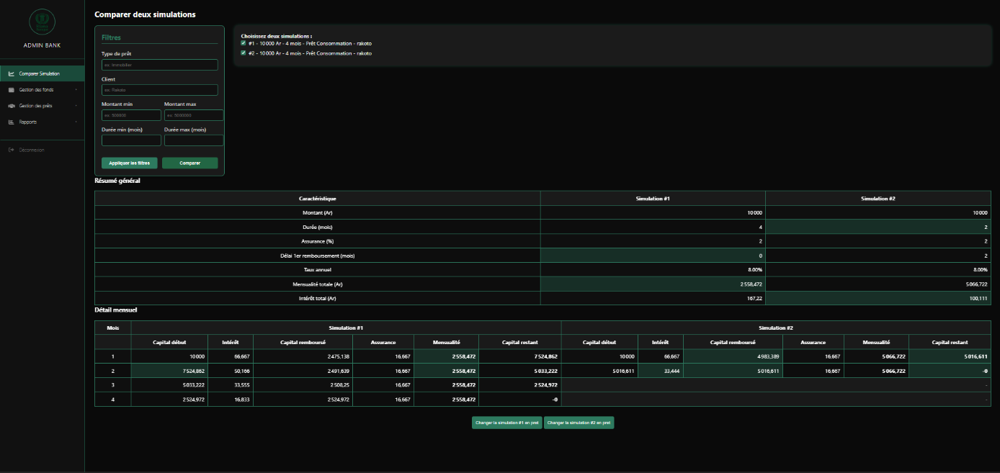 Comparer deux simulations
ADMIN BANK
Comparer Simulation
Gestion des fonds
Gestion des prêts
Rapports
Déconnexion
Filtres
Type de prêt
ex: Immobilier
Client
ex: Rakoto
Montant min Montant max
ex: 500000 ex: 5000000
Durée min (mois) Durée max (mois)
Appliquer les filtres Comparer
Choisissez deux simulations :
#1 - 10 000 Ar - 4 mois - Prêt Consommation - rakoto
#2 - 10 000 Ar - 4 mois - Prêt Consommation - rakoto
Résumé général
Caractéristique Simulation #1 Simulation #2
Montant (Ar) 10 000 10 000
Durée (mois) 4 2
Assurance (%) 2 2
Délai 1er remboursement (mois) 0 2
Taux annuel 8.00% 8.00%
Mensualité totale (Ar) 2 558,472 5 066,722
Intérêt total (Ar) 167,22 100,111
Détail mensuel
Mois Simulation #1 Simulation #2
Capital début Intérêt Capital remboursé Assurance Mensualité Capital restant Capital début Intérêt Capital remboursé Assurance Mensualité Capital restant
1 10 000 66,667 2 475,138 16,667 2 558,472 7 524,862 10 000 66,667 4 983,389 16,667 5 066,722 5 016,611
2 7 524,862 50,166 2 491,639 16,667 2 558,472 5 033,222 5 016,611 33,444 5 016,611 16,667 5 066,722 -0
3 5 033,222 33,555 2 508,25 16,667 2 558,472 2 524,972 -
4 2 524,972 16,833 2 524,972 16,667 2 558,472 -0 -
Changer la simulation #1 en pret Changer la simulation #2 en pret